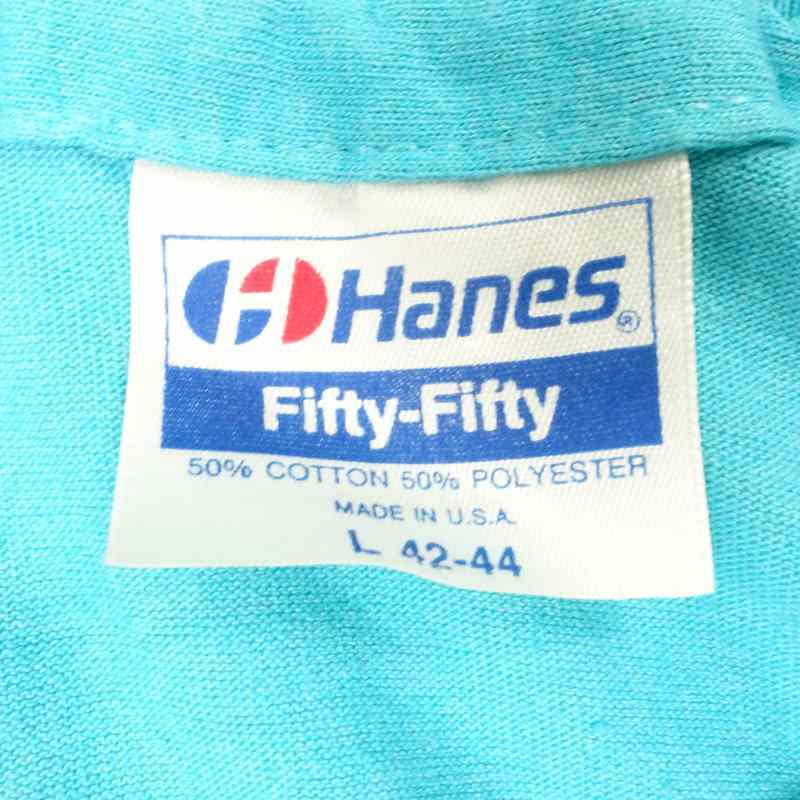 H Hanes®
Fifty-Fifty
50% COTTON 50% POLYESTER
MADE IN U.S.A.
L 42-44